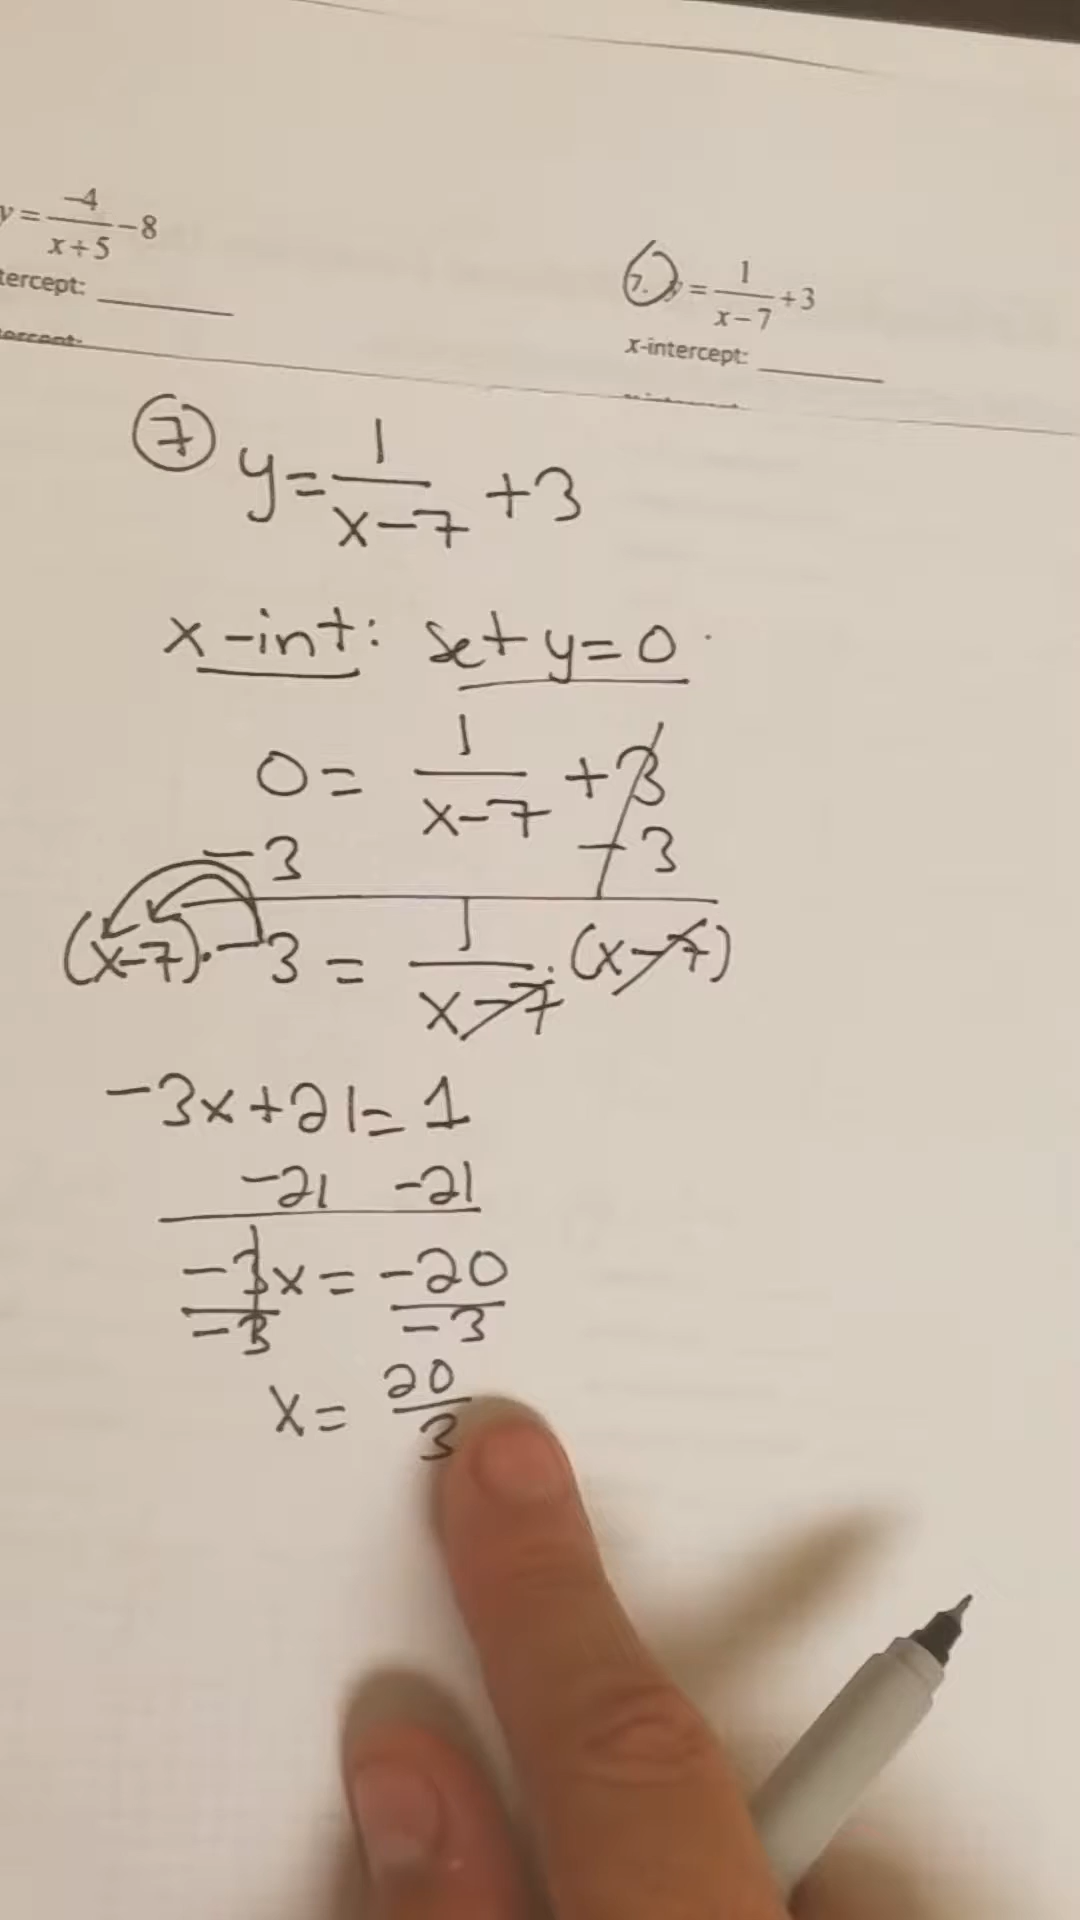 y = -4/(x+5) - 8
tercept:
7. y = 1/(x-7) + 3
x-intercept:
⑦ y = 1/(x-7) + 3
x-int: set y=0
0 = 1/(x-7) + 3
-3 -3
(x-7)·-3 = 1/(x-7) · (x-7)
-3x+21=1
-21 -21
-3x/-3 = -20/-3
x = 20/3